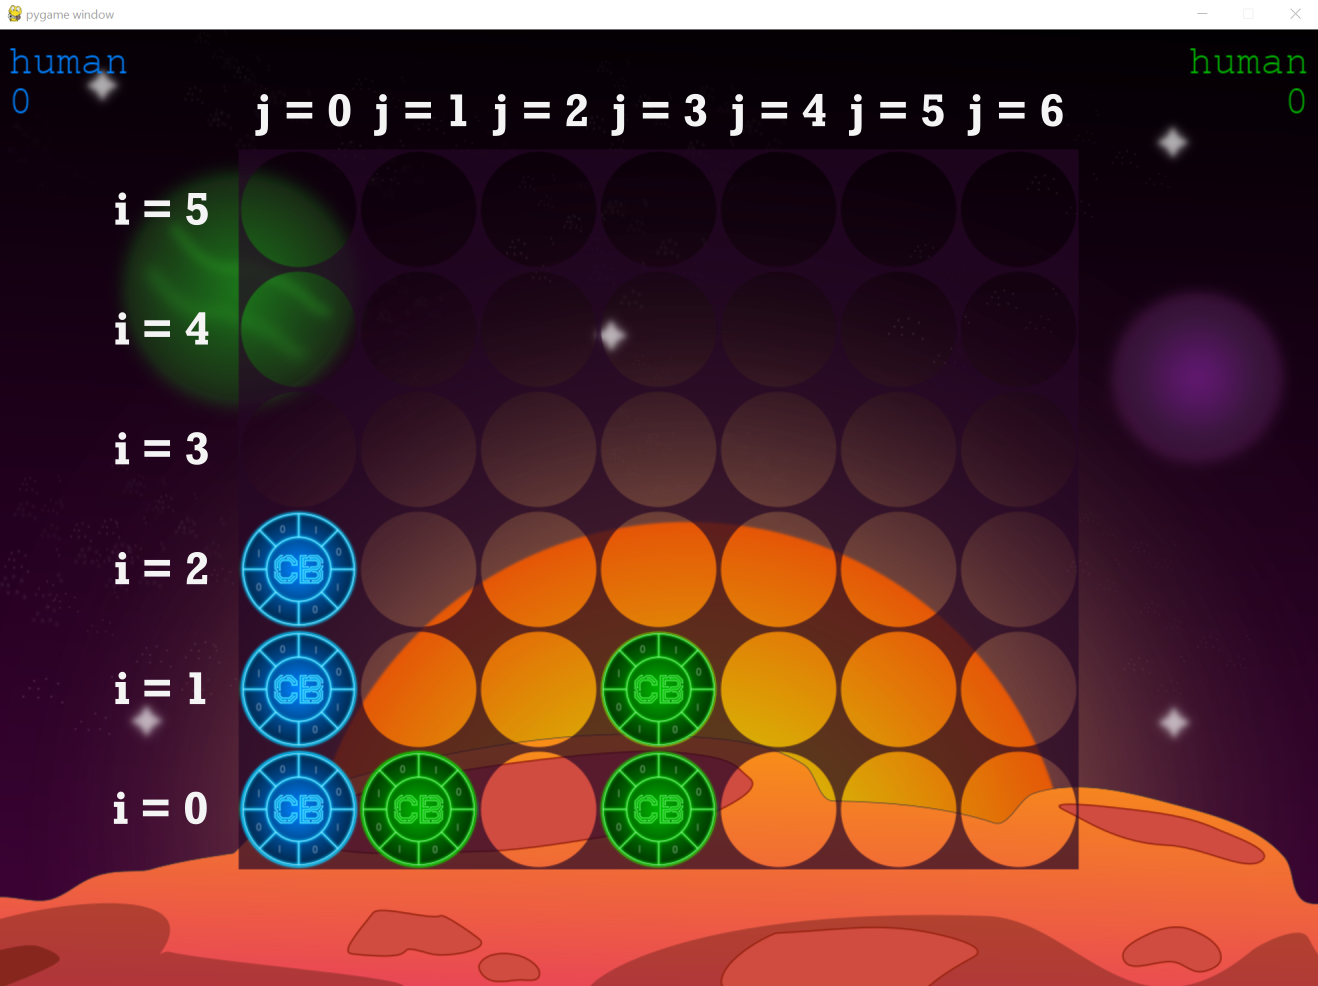 pygame window
human
0
human
0
j = 0 j = 1 j = 2 j = 3 j = 4 j = 5 j = 6
i = 5
i = 4
i = 3
i = 2
CB
i = 1
CB
CB
i = 0
CB
CB
CB